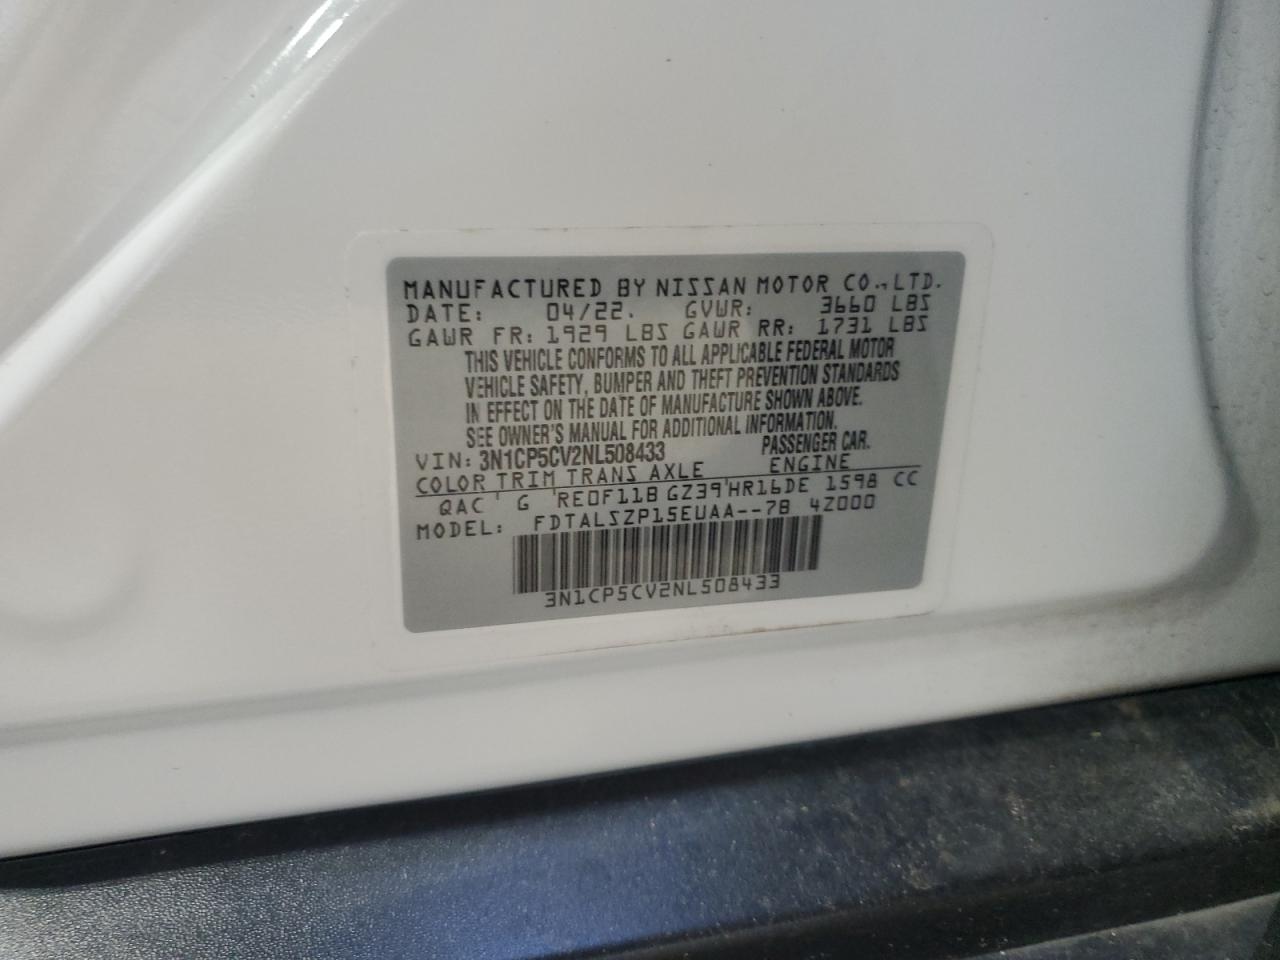 MANUFACTURED BY NISSAN MOTOR CO.,LTD.
DATE: 04/22. GVWR: 3660 LBS
GAWR FR: 1929 LBS GAWR RR: 1731 LBS
THIS VEHICLE CONFORMS TO ALL APPLICABLE FEDERAL MOTOR
VEHICLE SAFETY, BUMPER AND THEFT PREVENTION STANDARDS
IN EFFECT ON THE DATE OF MANUFACTURE SHOWN ABOVE.
SEE OWNER'S MANUAL FOR ADDITIONAL INFORMATION.
VIN: 3N1CP5CV2NL508433 PASSENGER CAR.
COLOR TRIM TRANS AXLE ENGINE
QAC ' G 'RE0F11B GZ39'HR16DE 1598 CC
MODEL: FDTALSZP15EUAA--7B 4Z000
3N1CP5CV2NL508433